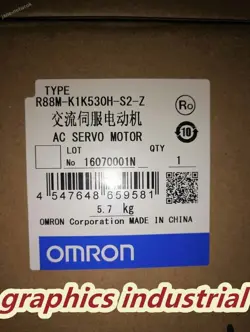 TYPE
R88M-K1K530H-S2-Z
交流伺服电动机
AC SERVO MOTOR
LOT
No 16070001N
QTY
1
4 547648 659581
5.7 kg
OMRON Corporation MADE IN CHINA
OMRON
graphics industrial